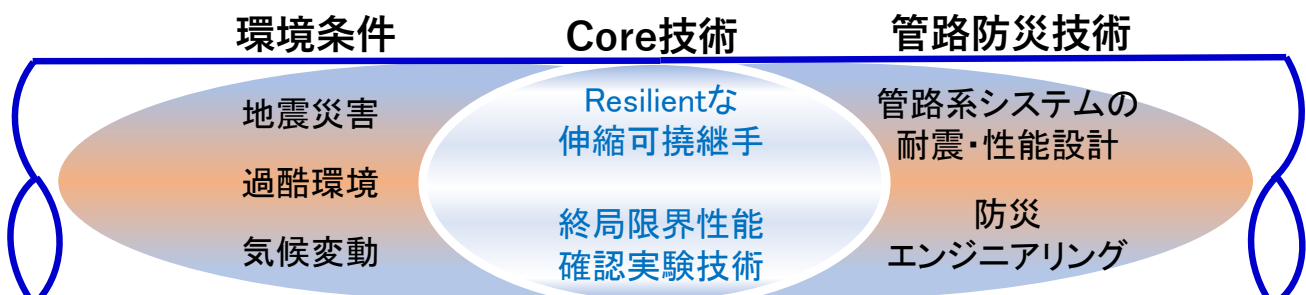 環境条件
Core技術
管路防災技術
地震災害
過酷環境
気候変動
Resilientな
伸縮可撓継手
終局限界性能
確認実験技術
管路系システムの
耐震・性能設計
防災
エンジニアリング